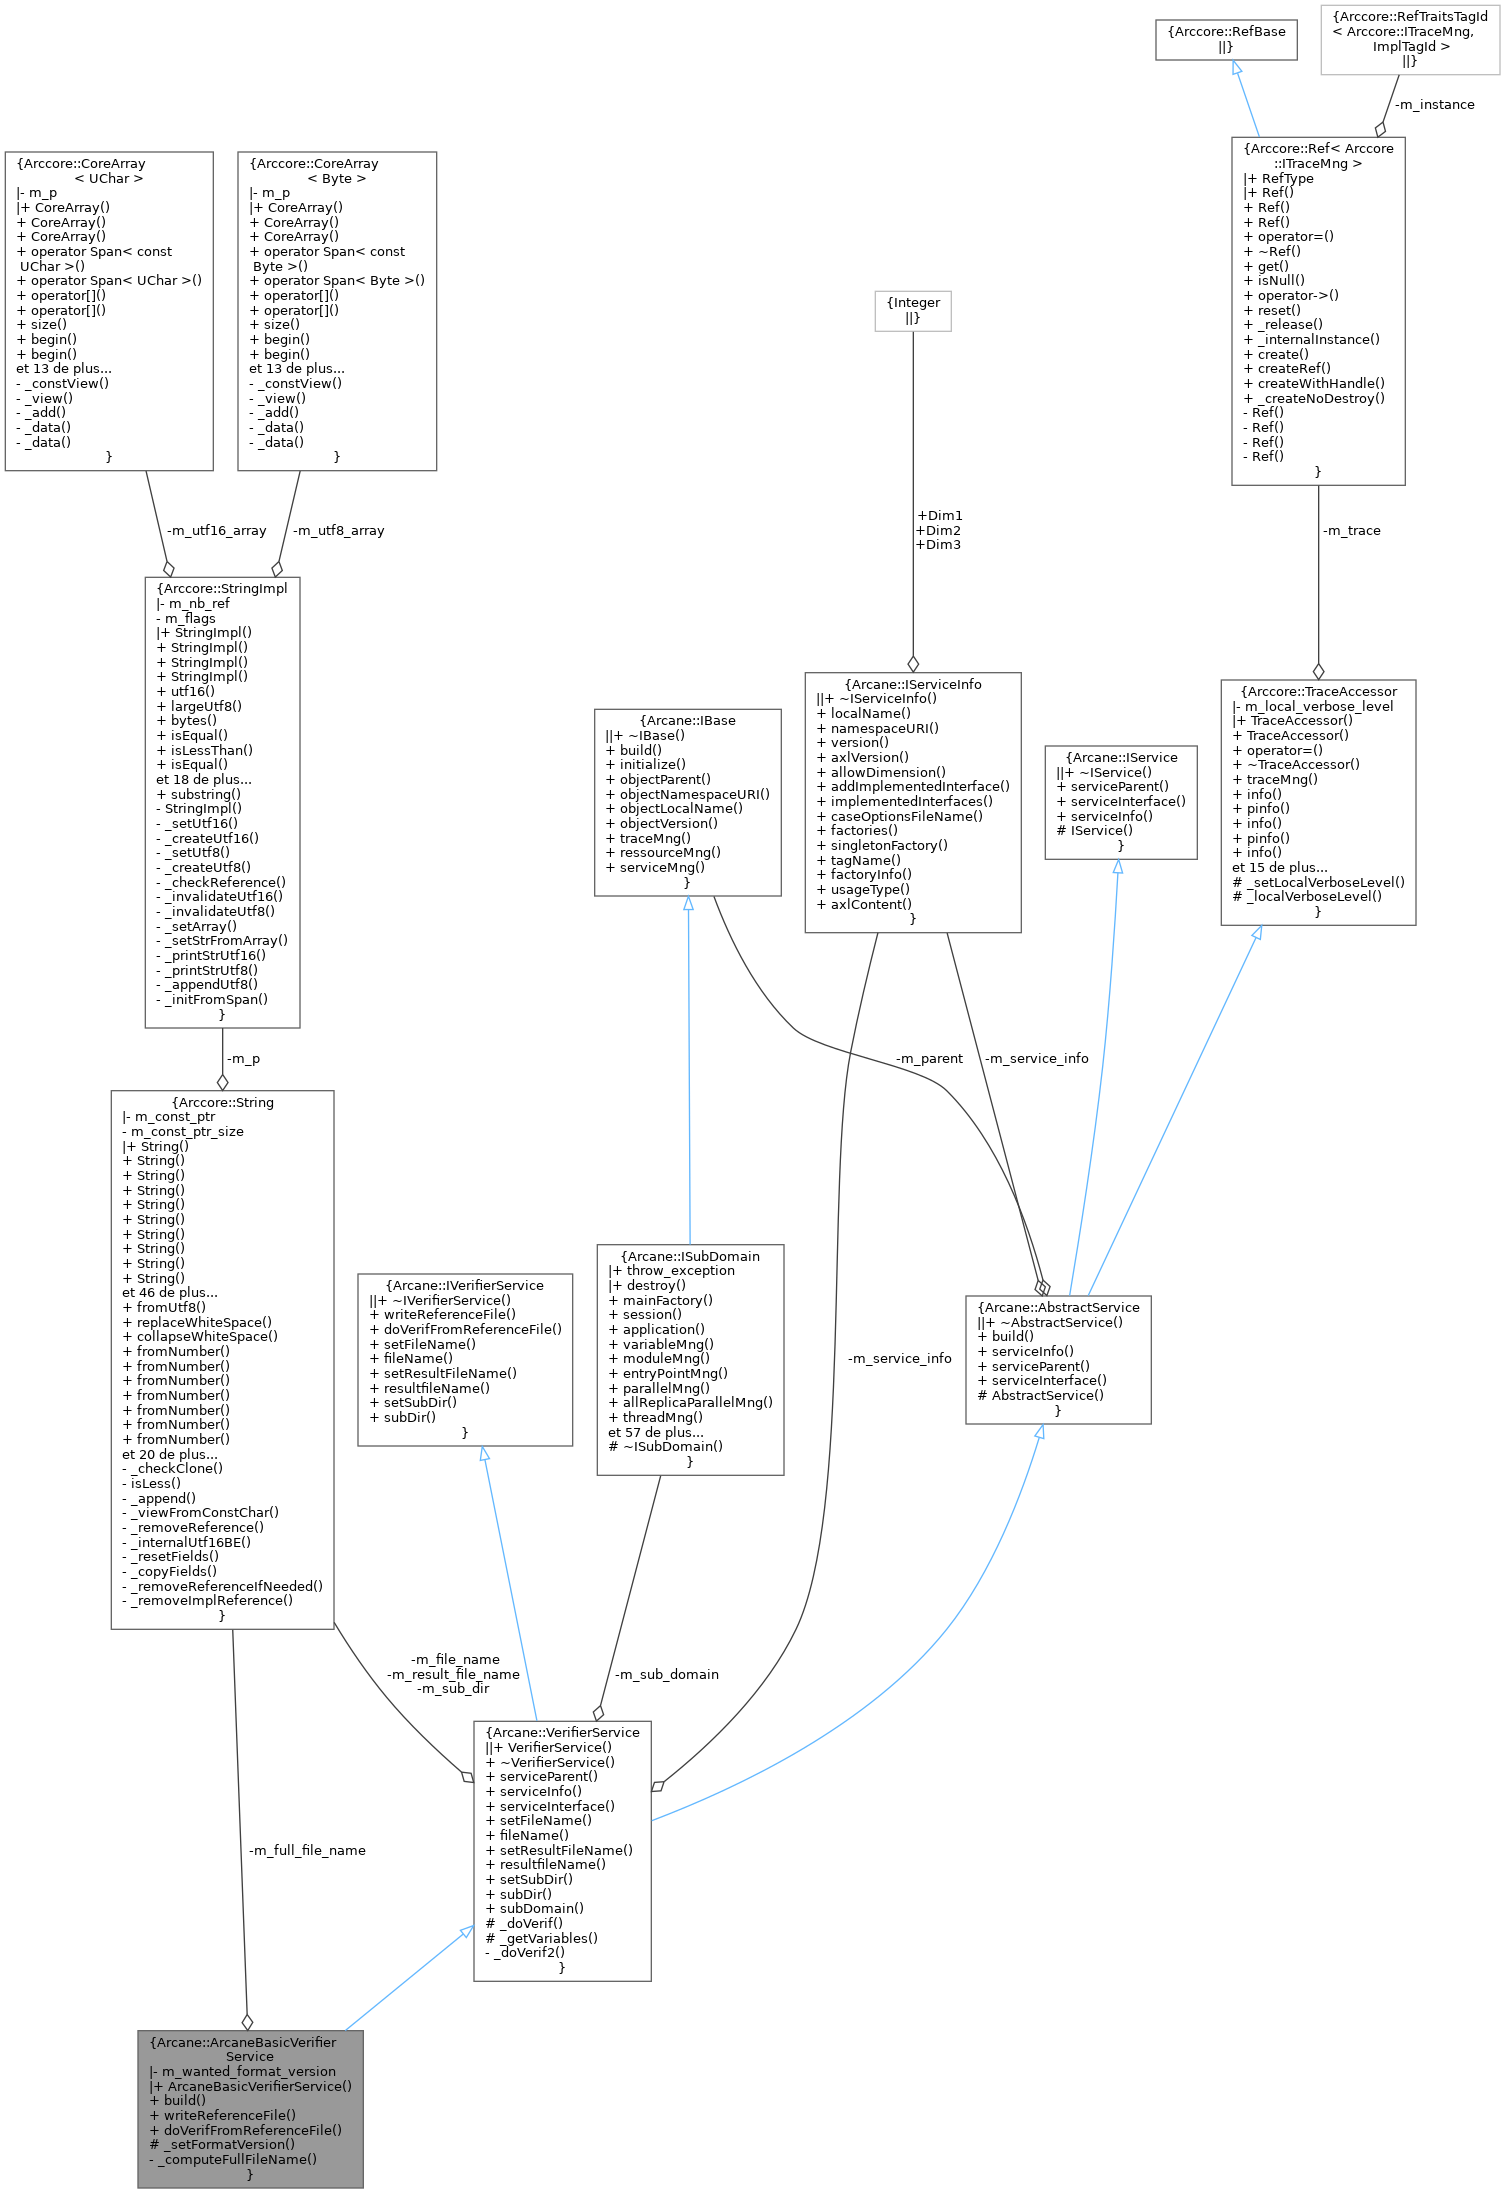 {Arccore::RefBase
||}
{Arccore::RefTraitsTagId
< Arccore::ITraceMng,
ImplTagId >
||}
-m_instance
{Arccore::CoreArray
< UChar >
|- m_p
|+ CoreArray()
+ CoreArray()
+ CoreArray()
+ operator Span< const
UChar >()
+ operator Span< UChar >()
+ operator[]()
+ operator[]()
+ size()
+ begin()
+ begin()
et 13 de plus...
- _constView()
- _view()
- _add()
- _data()
- _data()
}
{Arccore::CoreArray
< Byte >
|- m_p
|+ CoreArray()
+ CoreArray()
+ CoreArray()
+ operator Span< const
Byte >()
+ operator Span< Byte >()
+ operator[]()
+ operator[]()
+ size()
+ begin()
+ begin()
et 13 de plus...
- _constView()
- _view()
- _add()
- _data()
- _data()
}
{Integer
||}
{Arccore::Ref< Arccore
::ITraceMng >
|+ RefType
|+ Ref()
+ Ref()
+ Ref()
+ operator=()
+ ~Ref()
+ get()
+ isNull()
+ operator->()
+ reset()
+ _release()
+ _internalInstance()
+ create()
+ createRef()
+ createWithHandle()
+ _createNoDestroy()
- Ref()
- Ref()
- Ref()
- Ref()
}
-m_utf16_array
-m_utf8_array
+Dim1
+Dim2
+Dim3
-m_trace
{Arccore::StringImpl
|- m_nb_ref
- m_flags
|+ StringImpl()
+ StringImpl()
+ StringImpl()
+ StringImpl()
+ utf16()
+ largeUtf8()
+ bytes()
+ isEqual()
+ isLessThan()
+ isEqual()
et 18 de plus...
+ substring()
- StringImpl()
- _setUtf16()
- _createUtf16()
- _setUtf8()
- _createUtf8()
- _checkReference()
- _invalidateUtf16()
- _invalidateUtf8()
- _setArray()
- _setStrFromArray()
- _printStrUtf16()
- _printStrUtf8()
- _appendUtf8()
- _initFromSpan()
}
{Arcane::IBase
||+ ~IBase()
+ build()
+ initialize()
+ objectParent()
+ objectNamespaceURI()
+ objectLocalName()
+ objectVersion()
+ traceMng()
+ ressourceMng()
+ serviceMng()
}
{Arcane::IServiceInfo
||+ ~IServiceInfo()
+ localName()
+ namespaceURI()
+ version()
+ axlVersion()
+ allowDimension()
+ addImplementedInterface()
+ implementedInterfaces()
+ caseOptionsFileName()
+ factories()
+ singletonFactory()
+ tagName()
+ factoryInfo()
+ usageType()
+ axlContent()
}
{Arcane::IService
||+ ~IService()
+ serviceParent()
+ serviceInterface()
+ serviceInfo()
# IService()
}
{Arccore::TraceAccessor
|- m_local_verbose_level
|+ TraceAccessor()
+ TraceAccessor()
+ operator=()
+ ~TraceAccessor()
+ traceMng()
+ info()
+ pinfo()
+ info()
+ pinfo()
+ info()
et 15 de plus...
# _setLocalVerboseLevel()
# _localVerboseLevel()
}
-m_p
-m_parent
-m_service_info
{Arccore::String
|- m_const_ptr
- m_const_ptr_size
|+ String()
+ String()
+ String()
+ String()
+ String()
+ String()
+ String()
+ String()
+ String()
+ String()
et 46 de plus...
+ fromUtf8()
+ replaceWhiteSpace()
+ collapseWhiteSpace()
+ fromNumber()
+ fromNumber()
+ fromNumber()
+ fromNumber()
+ fromNumber()
+ fromNumber()
+ fromNumber()
et 20 de plus...
- _checkClone()
- isLess()
- _append()
- _viewFromConstChar()
- _removeReference()
- _internalUtf16BE()
- _resetFields()
- _copyFields()
- _removeReferenceIfNeeded()
- _removeImplReference()
}
{Arcane::IVerifierService
||+ ~IVerifierService()
+ writeReferenceFile()
+ doVerifFromReferenceFile()
+ setFileName()
+ fileName()
+ setResultFileName()
+ resultfileName()
+ setSubDir()
+ subDir()
}
{Arcane::ISubDomain
|+ throw_exception
|+ destroy()
+ mainFactory()
+ session()
+ application()
+ variableMng()
+ moduleMng()
+ entryPointMng()
+ parallelMng()
+ allReplicaParallelMng()
+ threadMng()
et 57 de plus...
# ~ISubDomain()
}
-m_service_info
{Arcane::AbstractService
||+ ~AbstractService()
+ build()
+ serviceInfo()
+ serviceParent()
+ serviceInterface()
# AbstractService()
}
-m_file_name
-m_result_file_name
-m_sub_dir
-m_sub_domain
{Arcane::VerifierService
||+ VerifierService()
+ ~VerifierService()
+ serviceParent()
+ serviceInfo()
+ serviceInterface()
+ setFileName()
+ fileName()
+ setResultFileName()
+ resultfileName()
+ setSubDir()
+ subDir()
+ subDomain()
# _doVerif()
# _getVariables()
- _doVerif2()
}
-m_full_file_name
{Arcane::ArcaneBasicVerifier
Service
|- m_wanted_format_version
|+ ArcaneBasicVerifierService()
+ build()
+ writeReferenceFile()
+ doVerifFromReferenceFile()
# _setFormatVersion()
- _computeFullFileName()
}